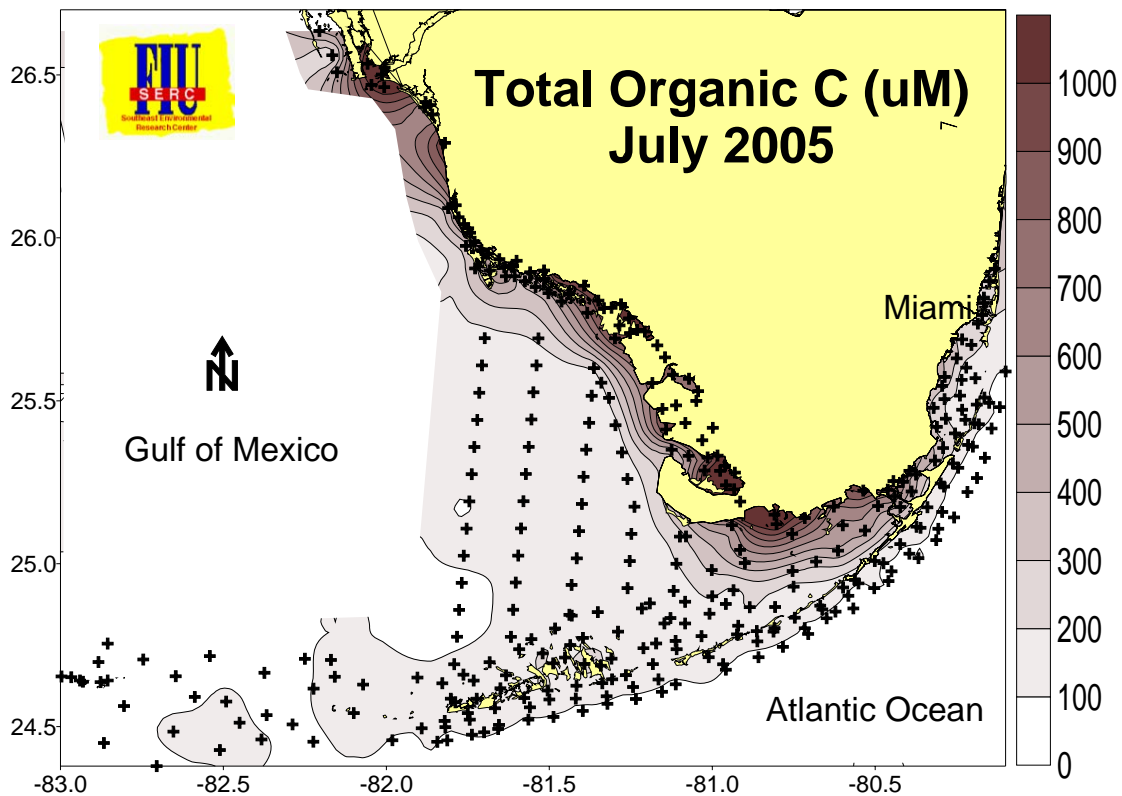 FIU
SERC
Southeast Environmental
Research Center
Total Organic C (uM)
July 2005
Miami
Gulf of Mexico
N
Atlantic Ocean
26.5
26.0
25.5
25.0
24.5
-83.0
-82.5
-82.0
-81.5
-81.0
-80.5
1000
900
800
700
600
500
400
300
200
100
0